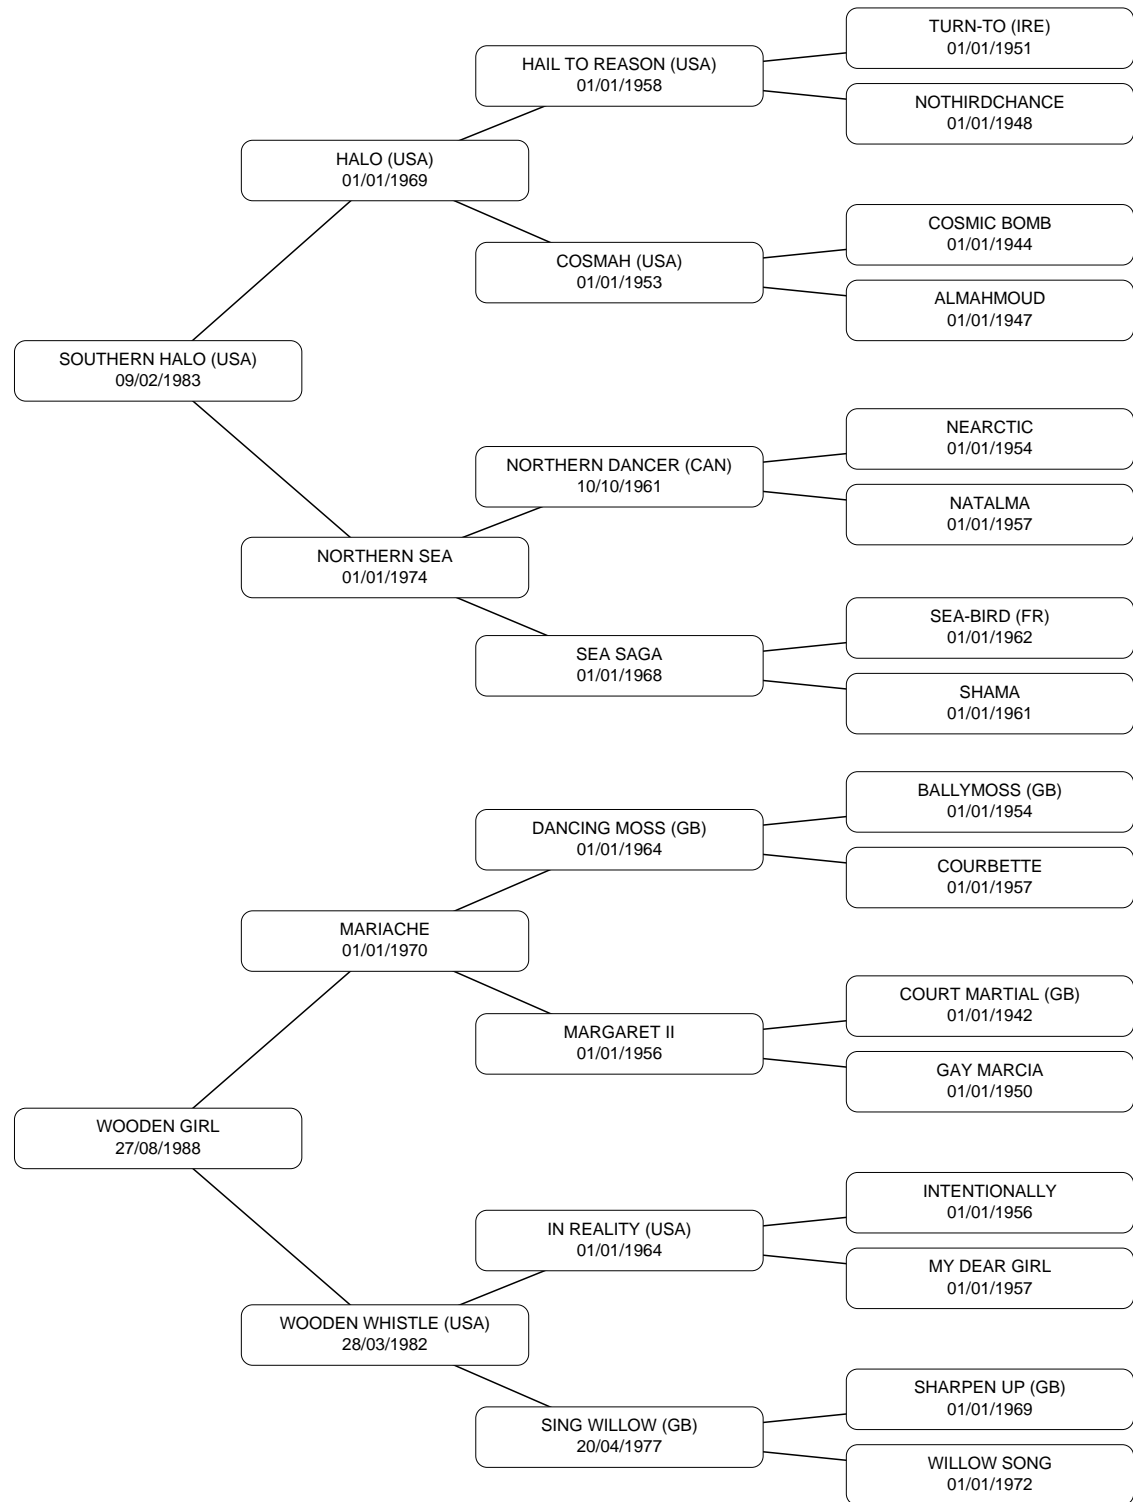 TURN-TO (IRE)
01/01/1951
HAIL TO REASON (USA)
01/01/1958
NOTHIRDCHANCE
01/01/1948
HALO (USA)
01/01/1969
COSMIC BOMB
01/01/1944
COSMAH (USA)
01/01/1953
ALMAHMOUD
01/01/1947
SOUTHERN HALO (USA)
09/02/1983
NEARCTIC
01/01/1954
NORTHERN DANCER (CAN)
10/10/1961
NATALMA
01/01/1957
NORTHERN SEA
01/01/1974
SEA-BIRD (FR)
01/01/1962
SEA SAGA
01/01/1968
SHAMA
01/01/1961
BALLYMOSS (GB)
01/01/1954
DANCING MOSS (GB)
01/01/1964
COURBETTE
01/01/1957
MARIACHE
01/01/1970
COURT MARTIAL (GB)
01/01/1942
MARGARET II
01/01/1956
GAY MARCIA
01/01/1950
WOODEN GIRL
27/08/1988
INTENTIONALLY
01/01/1956
IN REALITY (USA)
01/01/1964
MY DEAR GIRL
01/01/1957
WOODEN WHISTLE (USA)
28/03/1982
SHARPEN UP (GB)
01/01/1969
SING WILLOW (GB)
20/04/1977
WILLOW SONG
01/01/1972